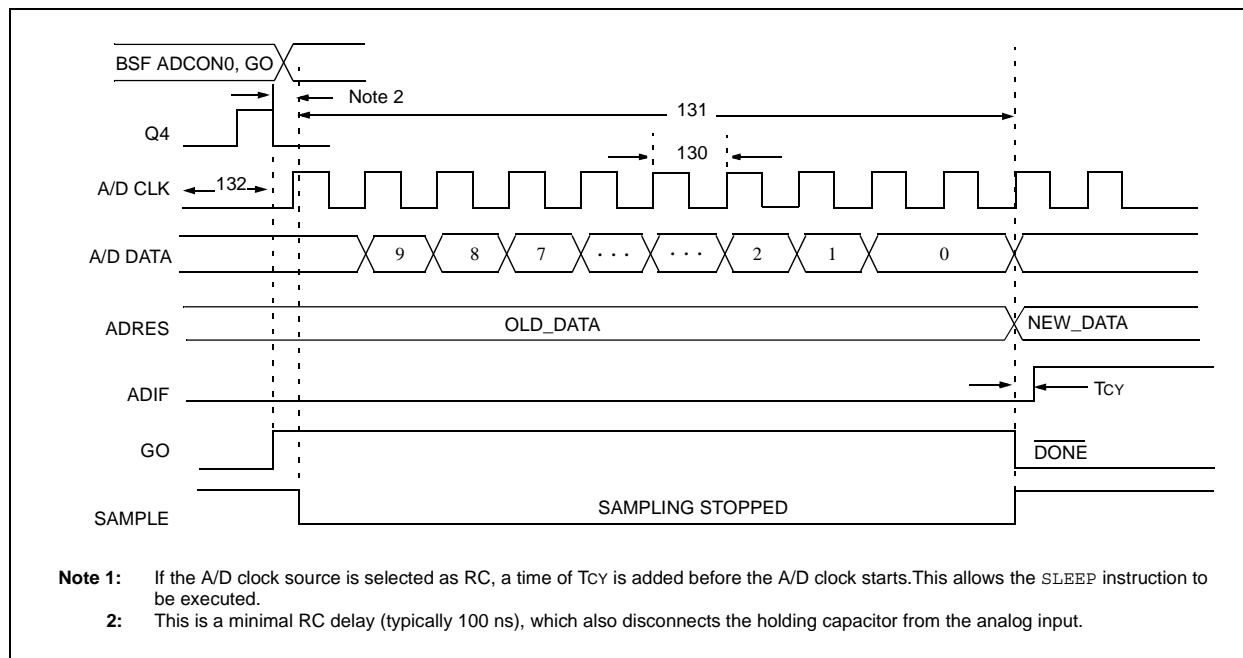 BSF ADCON0, GO
Note 2
131
Q4
130
A/D CLK
132
A/D DATA
9 8 7 . . . . . . 2 1 0
ADRES
OLD_DATA
NEW_DATA
ADIF
TCY
GO
DONE
SAMPLING STOPPED
SAMPLE
Note 1: If the A/D clock source is selected as RC, a time of TCY is added before the A/D clock starts.This allows the SLEEP instruction to
be executed.
2: This is a minimal RC delay (typically 100 ns), which also disconnects the holding capacitor from the analog input.